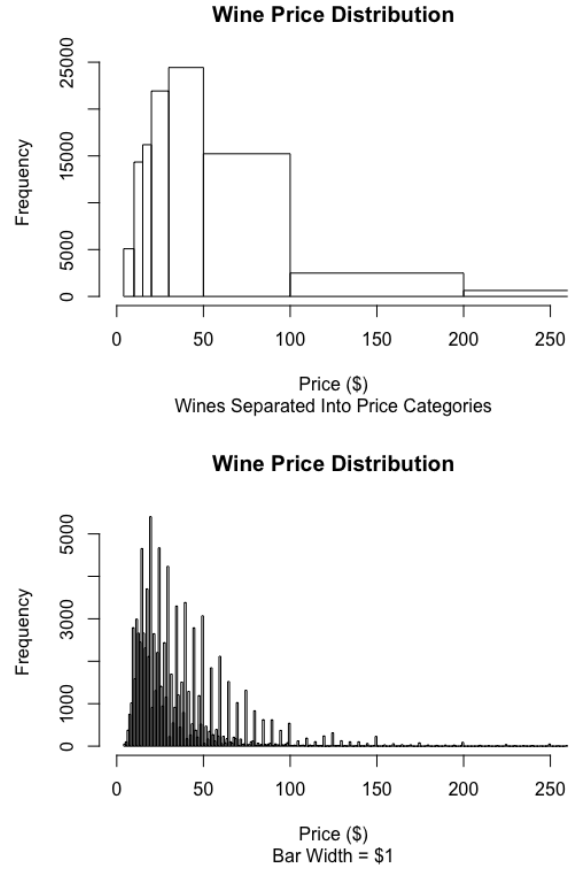 Wine Price Distribution
25000
15000
5000
0
Frequency
0 50 100 150 200 250
Price ($)
Wines Separated Into Price Categories
Wine Price Distribution
5000
3000
1000
0
Frequency
0 50 100 150 200 250
Price ($)
Bar Width = $1